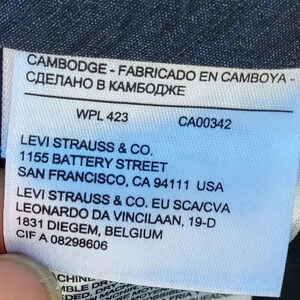 CAMBODGE - FABRICADO EN CAMBOYA -
СДЕЛАНО В КАМБОДЖЕ
WPL 423 CA00342
LEVI STRAUSS & CO.
1155 BATTERY STREET
SAN FRANCISCO, CA 94111 USA
LEVI STRAUSS & CO. EU SCA/CVA
LEONARDO DA VINCILAAN, 19-D
1831 DIEGEM, BELGIUM
CIF A 08298606